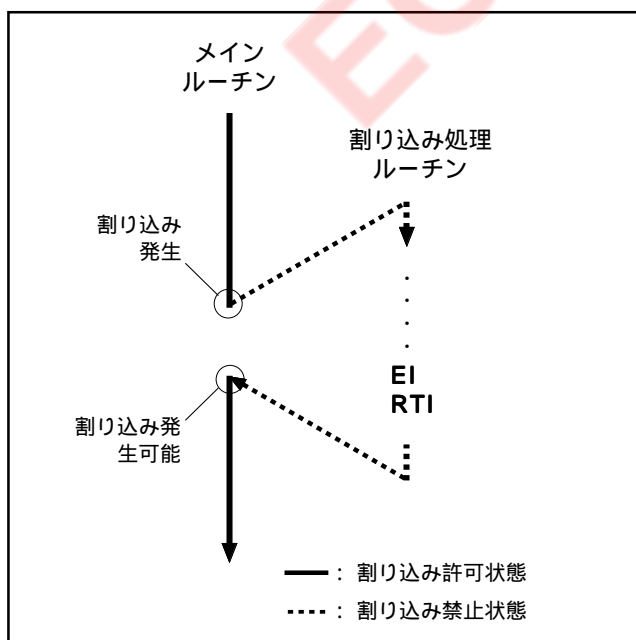 メイン
ルーチン
割り込み処理
ルーチン
割り込み
発生
EI
RTI
割り込み発
生可能
: 割り込み許可状態
: 割り込み禁止状態